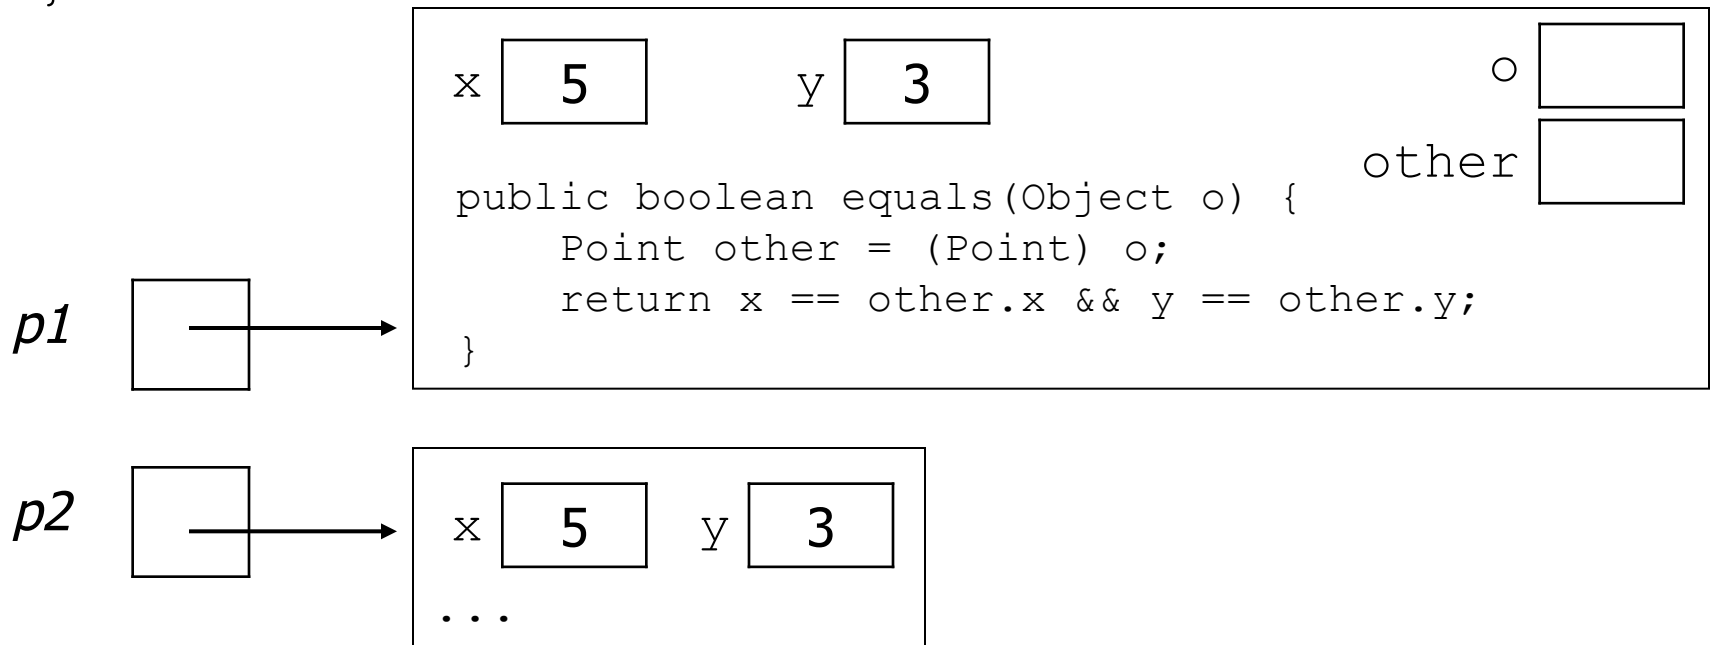 x 5 y 3 o
other
public boolean equals(Object o) {
Point other = (Point) o;
return x == other.x && y == other.y;
}
p1
p2
x 5 y 3
...